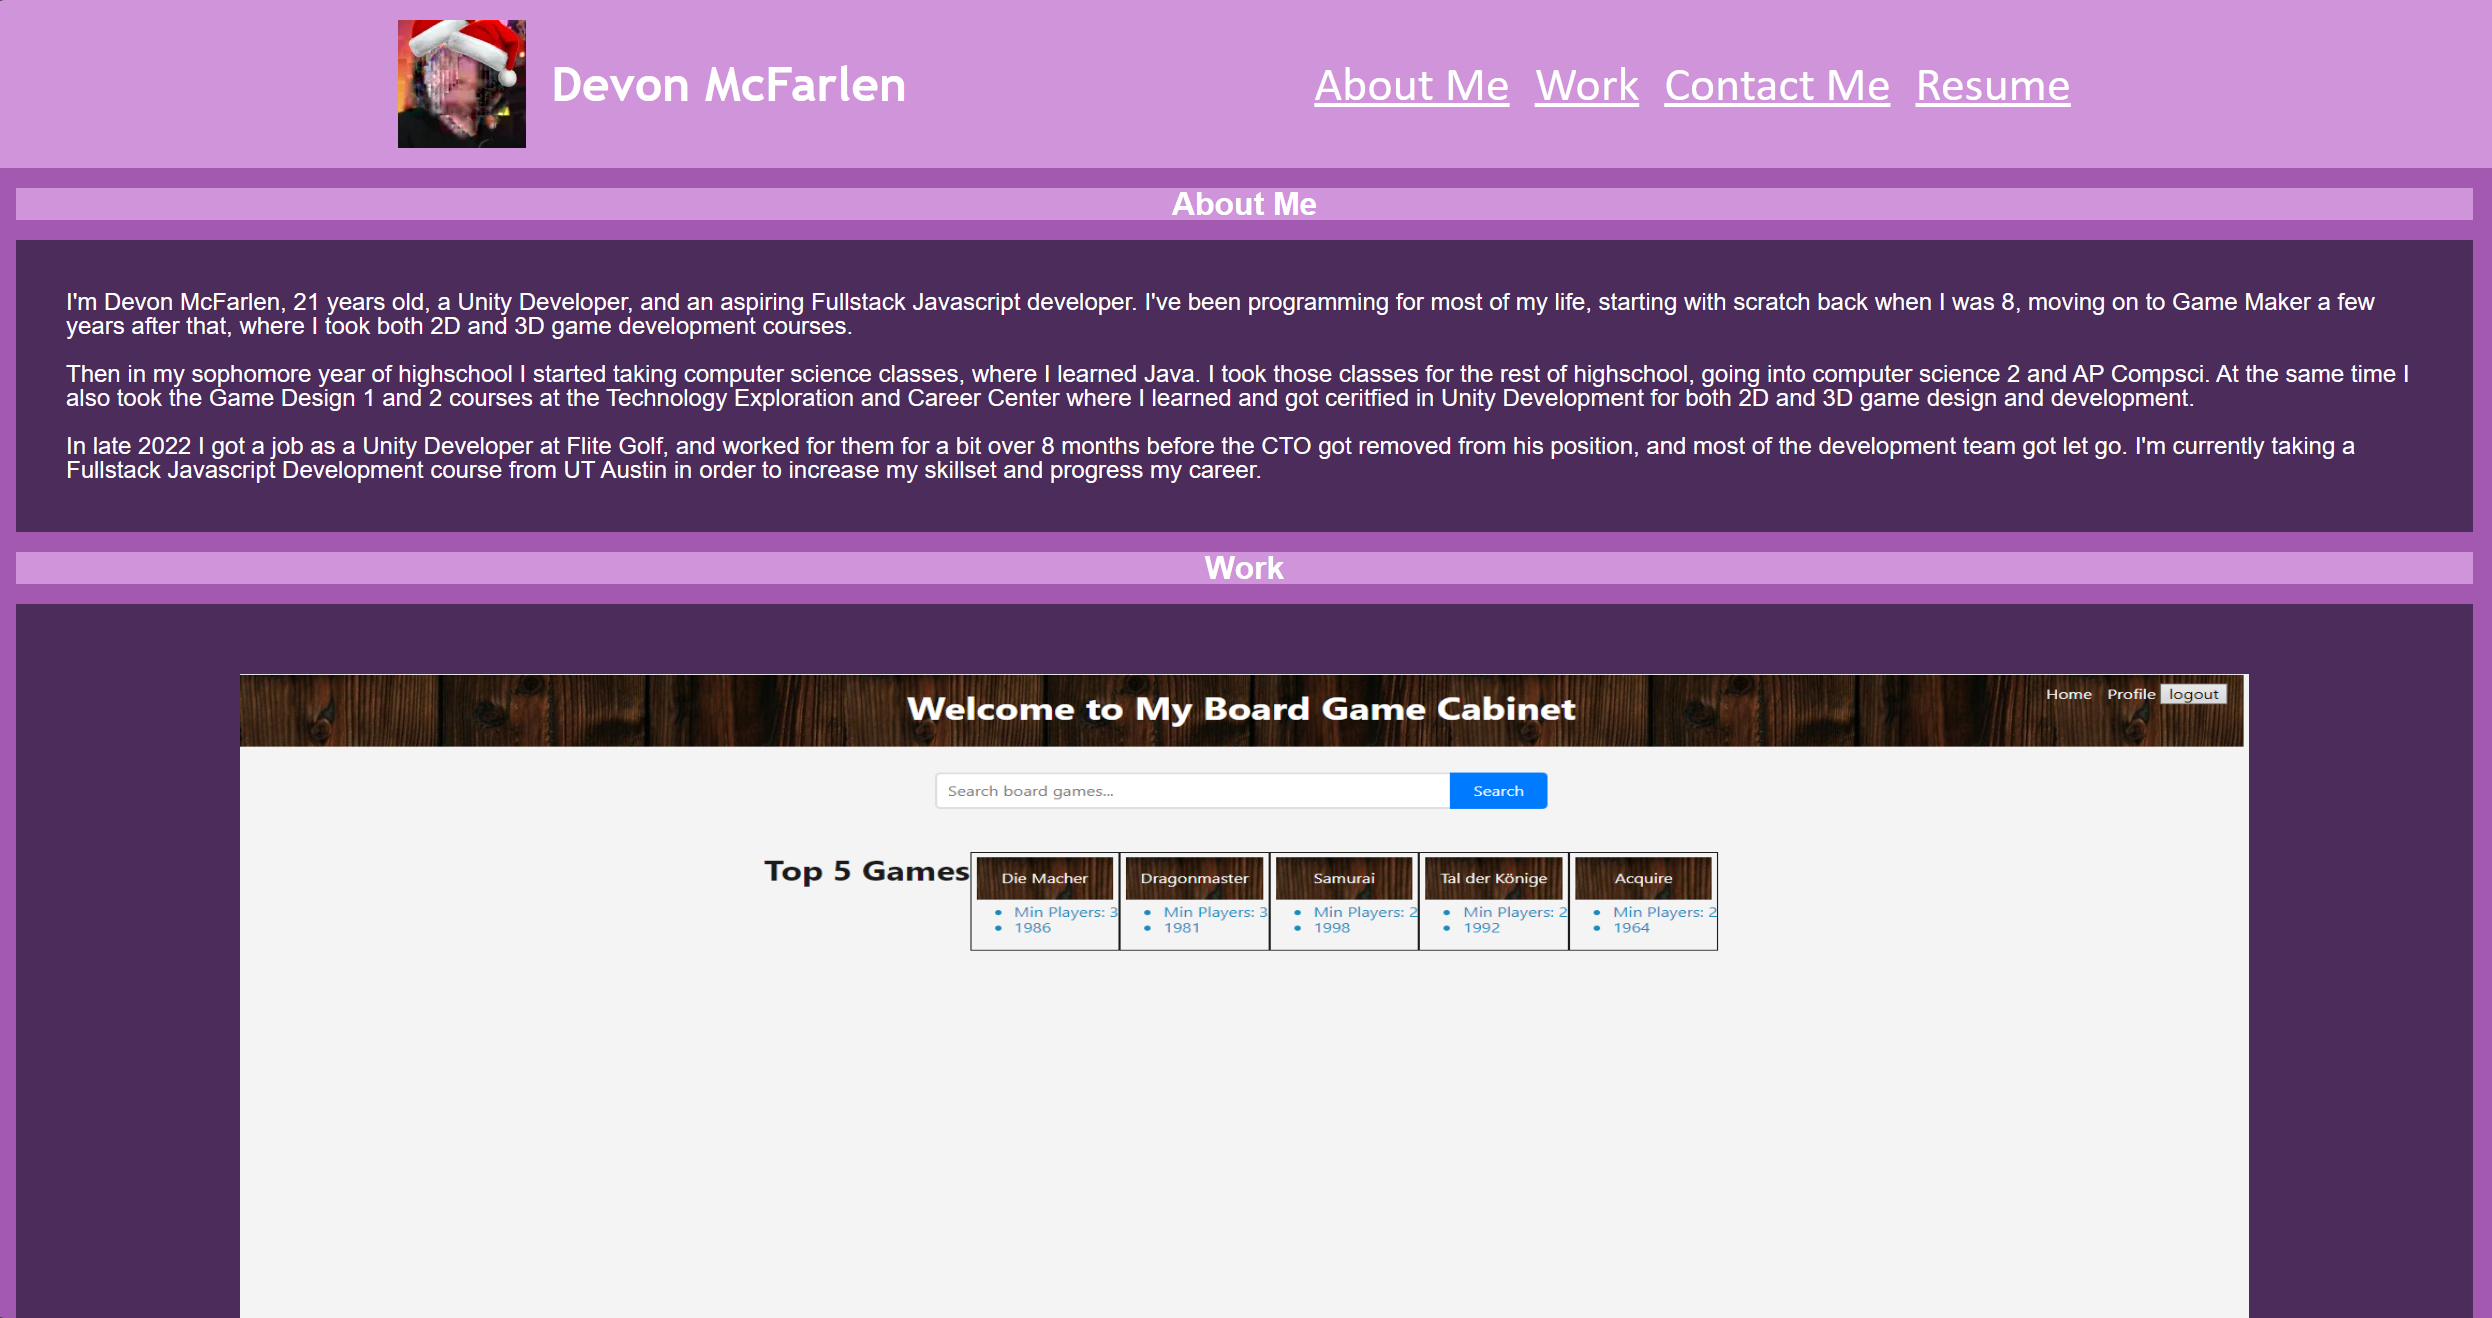 Devon McFarlen
About Me Work Contact Me Resume
About Me
I'm Devon McFarlen, 21 years old, a Unity Developer, and an aspiring Fullstack Javascript developer. I've been programming for most of my life, starting with scratch back when I was 8, moving on to Game Maker a few
years after that, where I took both 2D and 3D game development courses.
Then in my sophomore year of highschool I started taking computer science classes, where I learned Java. I took those classes for the rest of highschool, going into computer science 2 and AP Compsci. At the same time I
also took the Game Design 1 and 2 courses at the Technology Exploration and Career Center where I learned and got ceritfied in Unity Development for both 2D and 3D game design and development.
In late 2022 I got a job as a Unity Developer at Flite Golf, and worked for them for a bit over 8 months before the CTO got removed from his position, and most of the development team got let go. I'm currently taking a
Fullstack Javascript Development course from UT Austin in order to increase my skillset and progress my career.
Work
Welcome to My Board Game Cabinet
Home Profile logout
Search board games... Search
Top 5 Games
Die Macher
Min Players: 3
1986
Dragonmaster
Min Players: 3
1981
Samurai
Min Players: 2
1998
Tal der Könige
Min Players: 2
1992
Acquire
Min Players: 2
1964